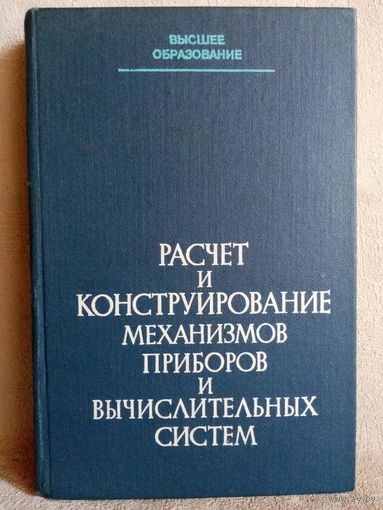 ВЫСШЕЕ
ОБРАЗОВАНИЕ
РАСЧЕТ
И
КОНСТРУИРОВАНИЕ
МЕХАНИЗМОВ
ПРИБОРОВ
И
ВЫЧИСЛИТЕЛЬНЫХ
СИСТЕМ